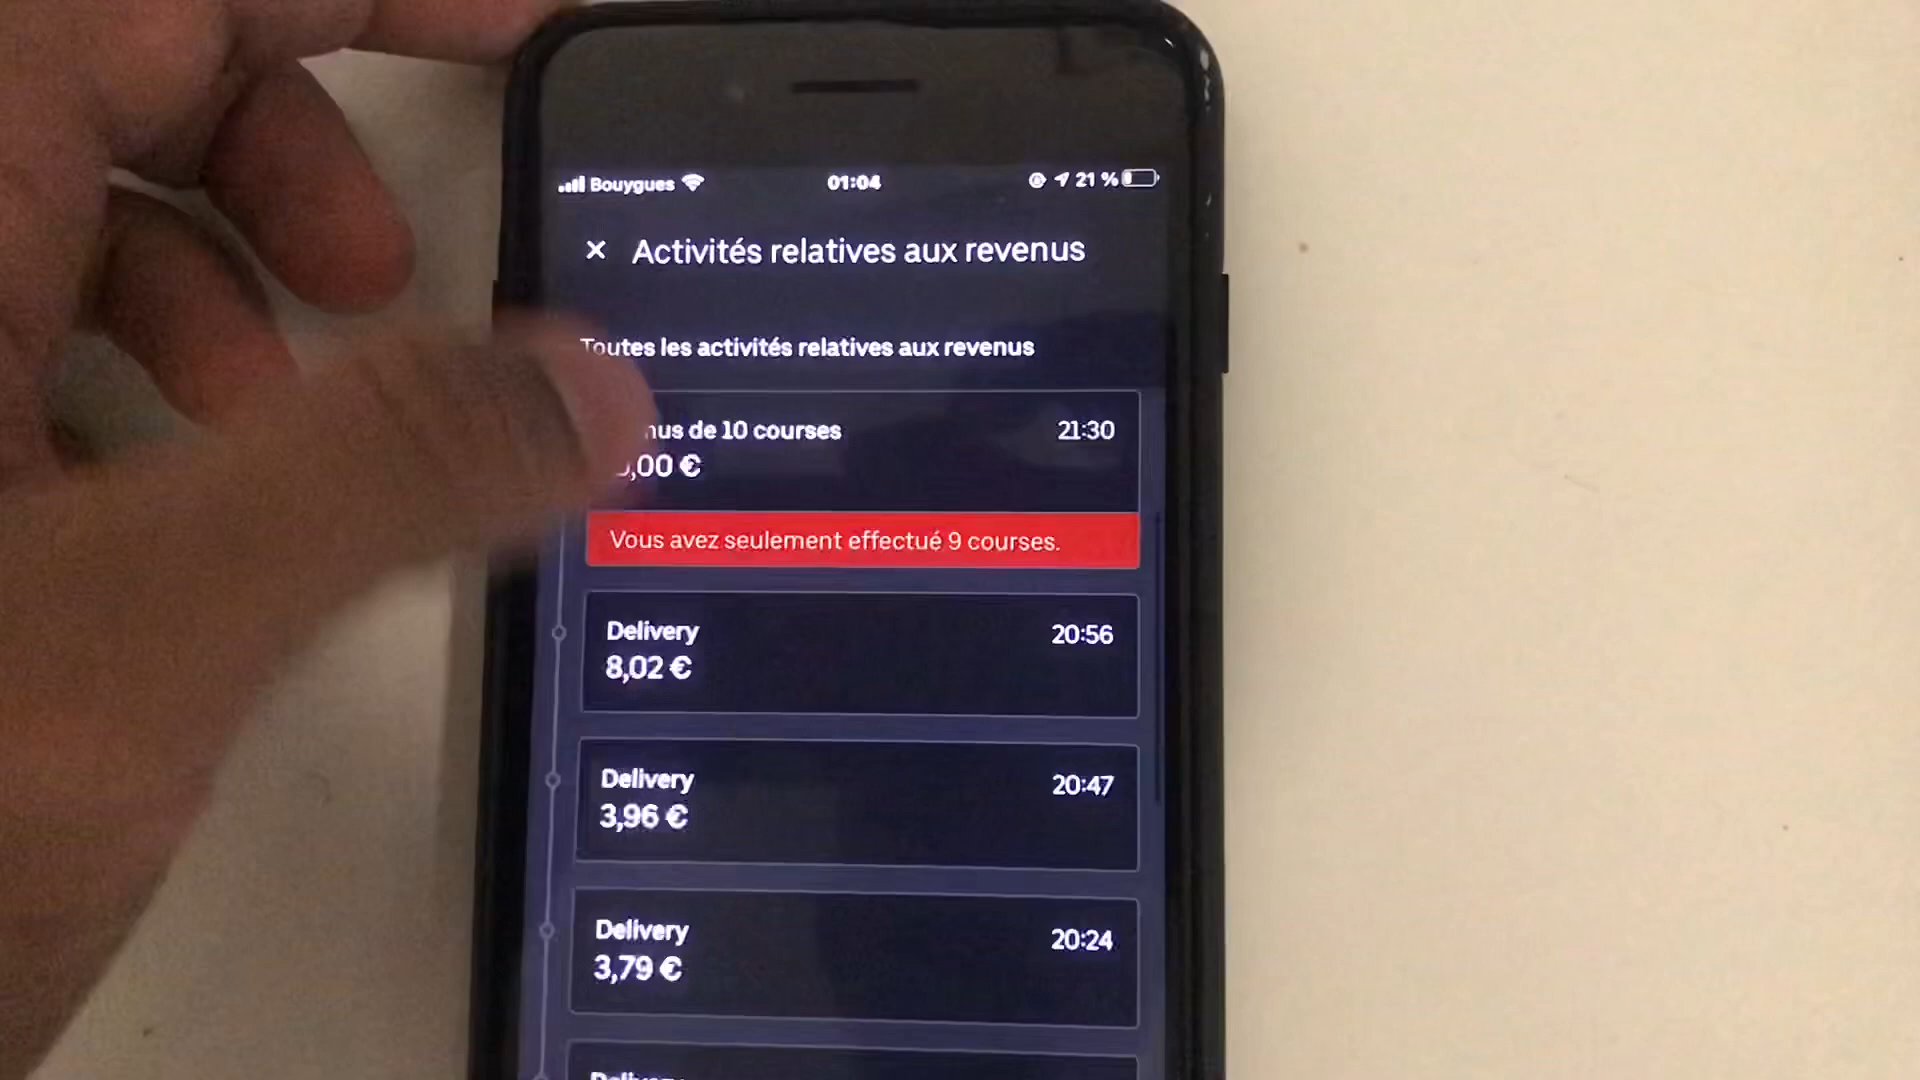 Bouygues 01:04 21 %
× Activités relatives aux revenus
Toutes les activités relatives aux revenus
de 10 courses 21:30
,00 €
Vous avez seulement effectué 9 courses.
Delivery 20:56
8,02 €
Delivery 20:47
3,96 €
Delivery 20:24
3,79 €